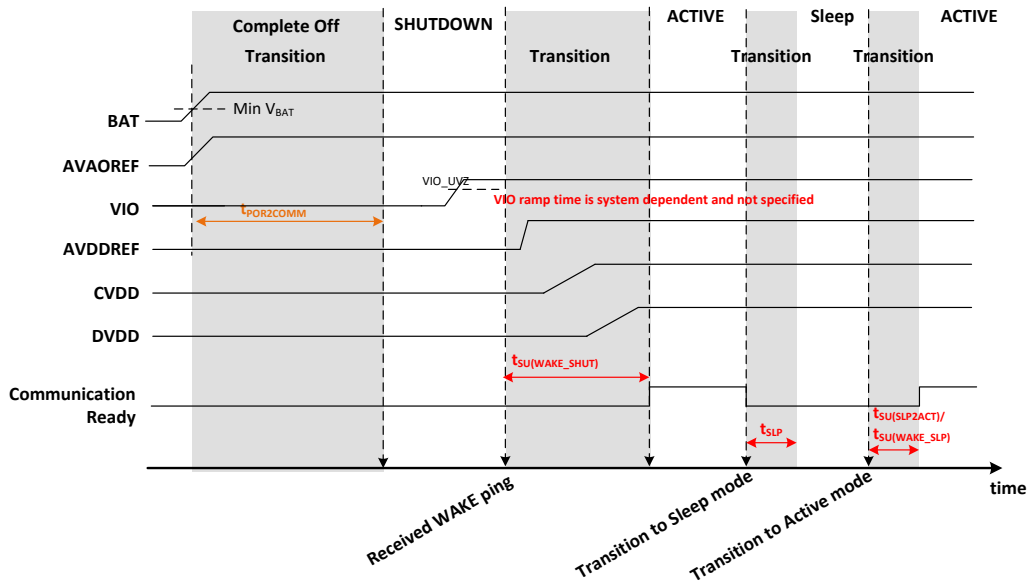 Complete Off
SHUTDOWN
ACTIVE
Sleep
ACTIVE
Transition
Transition
Transition
Transition
Min VBAT
BAT
AVAOREF
VIO_UVZ
VIO ramp time is system dependent and not specified
VIO
tPOR2COMM
AVDDREF
CVDD
DVDD
tSU(WAKE_SHUT)
Communication
Ready
tSLP
tSU(SLP2ACT)/
tSU(WAKE_SLP)
time
Received WAKE ping
Transition to Sleep mode
Transition to Active mode